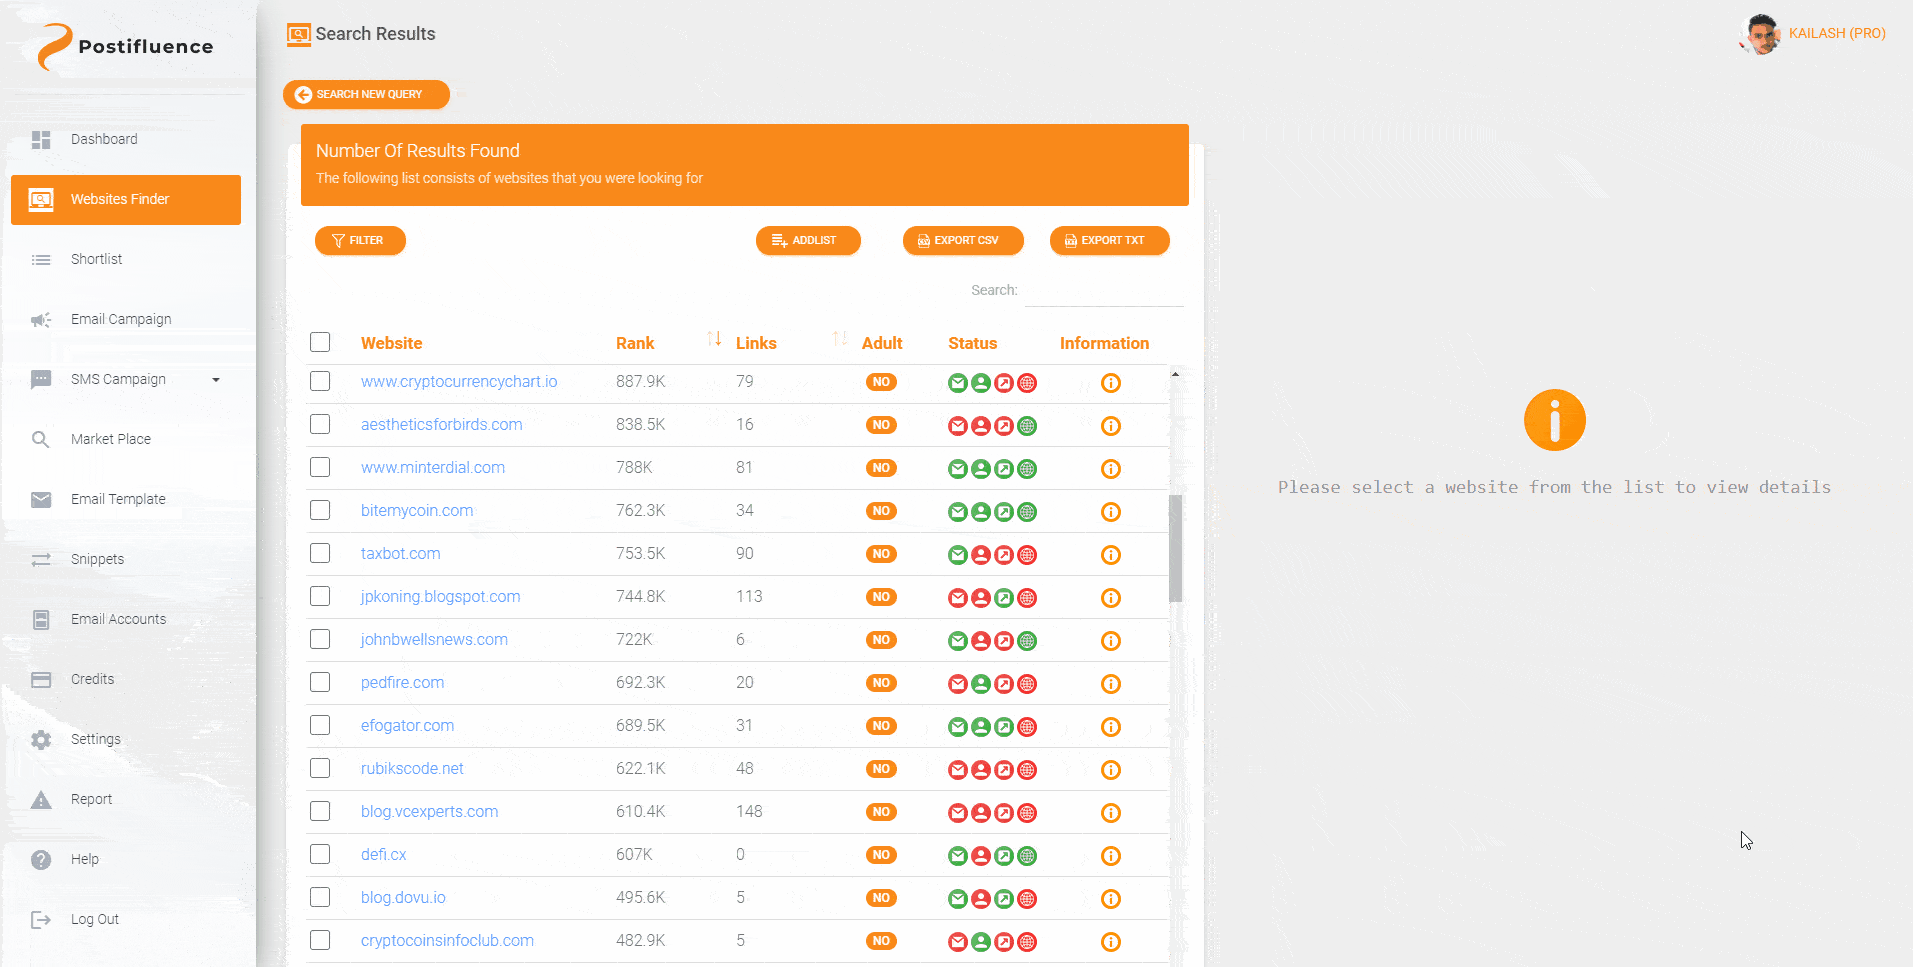 Postifluence
Search Results
KAILASH (PRO)
SEARCH NEW QUERY
Dashboard
Websites Finder
Shortlist
Email Campaign
SMS Campaign
Market Place
Email Template
Snippets
Email Accounts
Credits
Settings
Report
Help
Log Out
Number Of Results Found
The following list consists of websites that you were looking for
FILTER ADDLIST EXPORT CSV EXPORT TXT
Search:
Website Rank Links Adult Status Information
www.cryptocurrencychart.io 887.9K 79 NO
aestheticsforbirds.com 838.5K 16 NO
www.minterdial.com 788K 81 NO
bitemycoin.com 762.3K 34 NO
taxbot.com 753.5K 90 NO
jpkoning.blogspot.com 744.8K 113 NO
johnbwellsnews.com 722K 6 NO
pedfire.com 692.3K 20 NO
efogator.com 689.5K 31 NO
rubikscode.net 622.1K 48 NO
blog.vcexperts.com 610.4K 148 NO
defi.cx 607K 0 NO
blog.dovu.io 495.6K 5 NO
cryptocoinsinfoclub.com 482.9K 5 NO
Please select a website from the list to view details